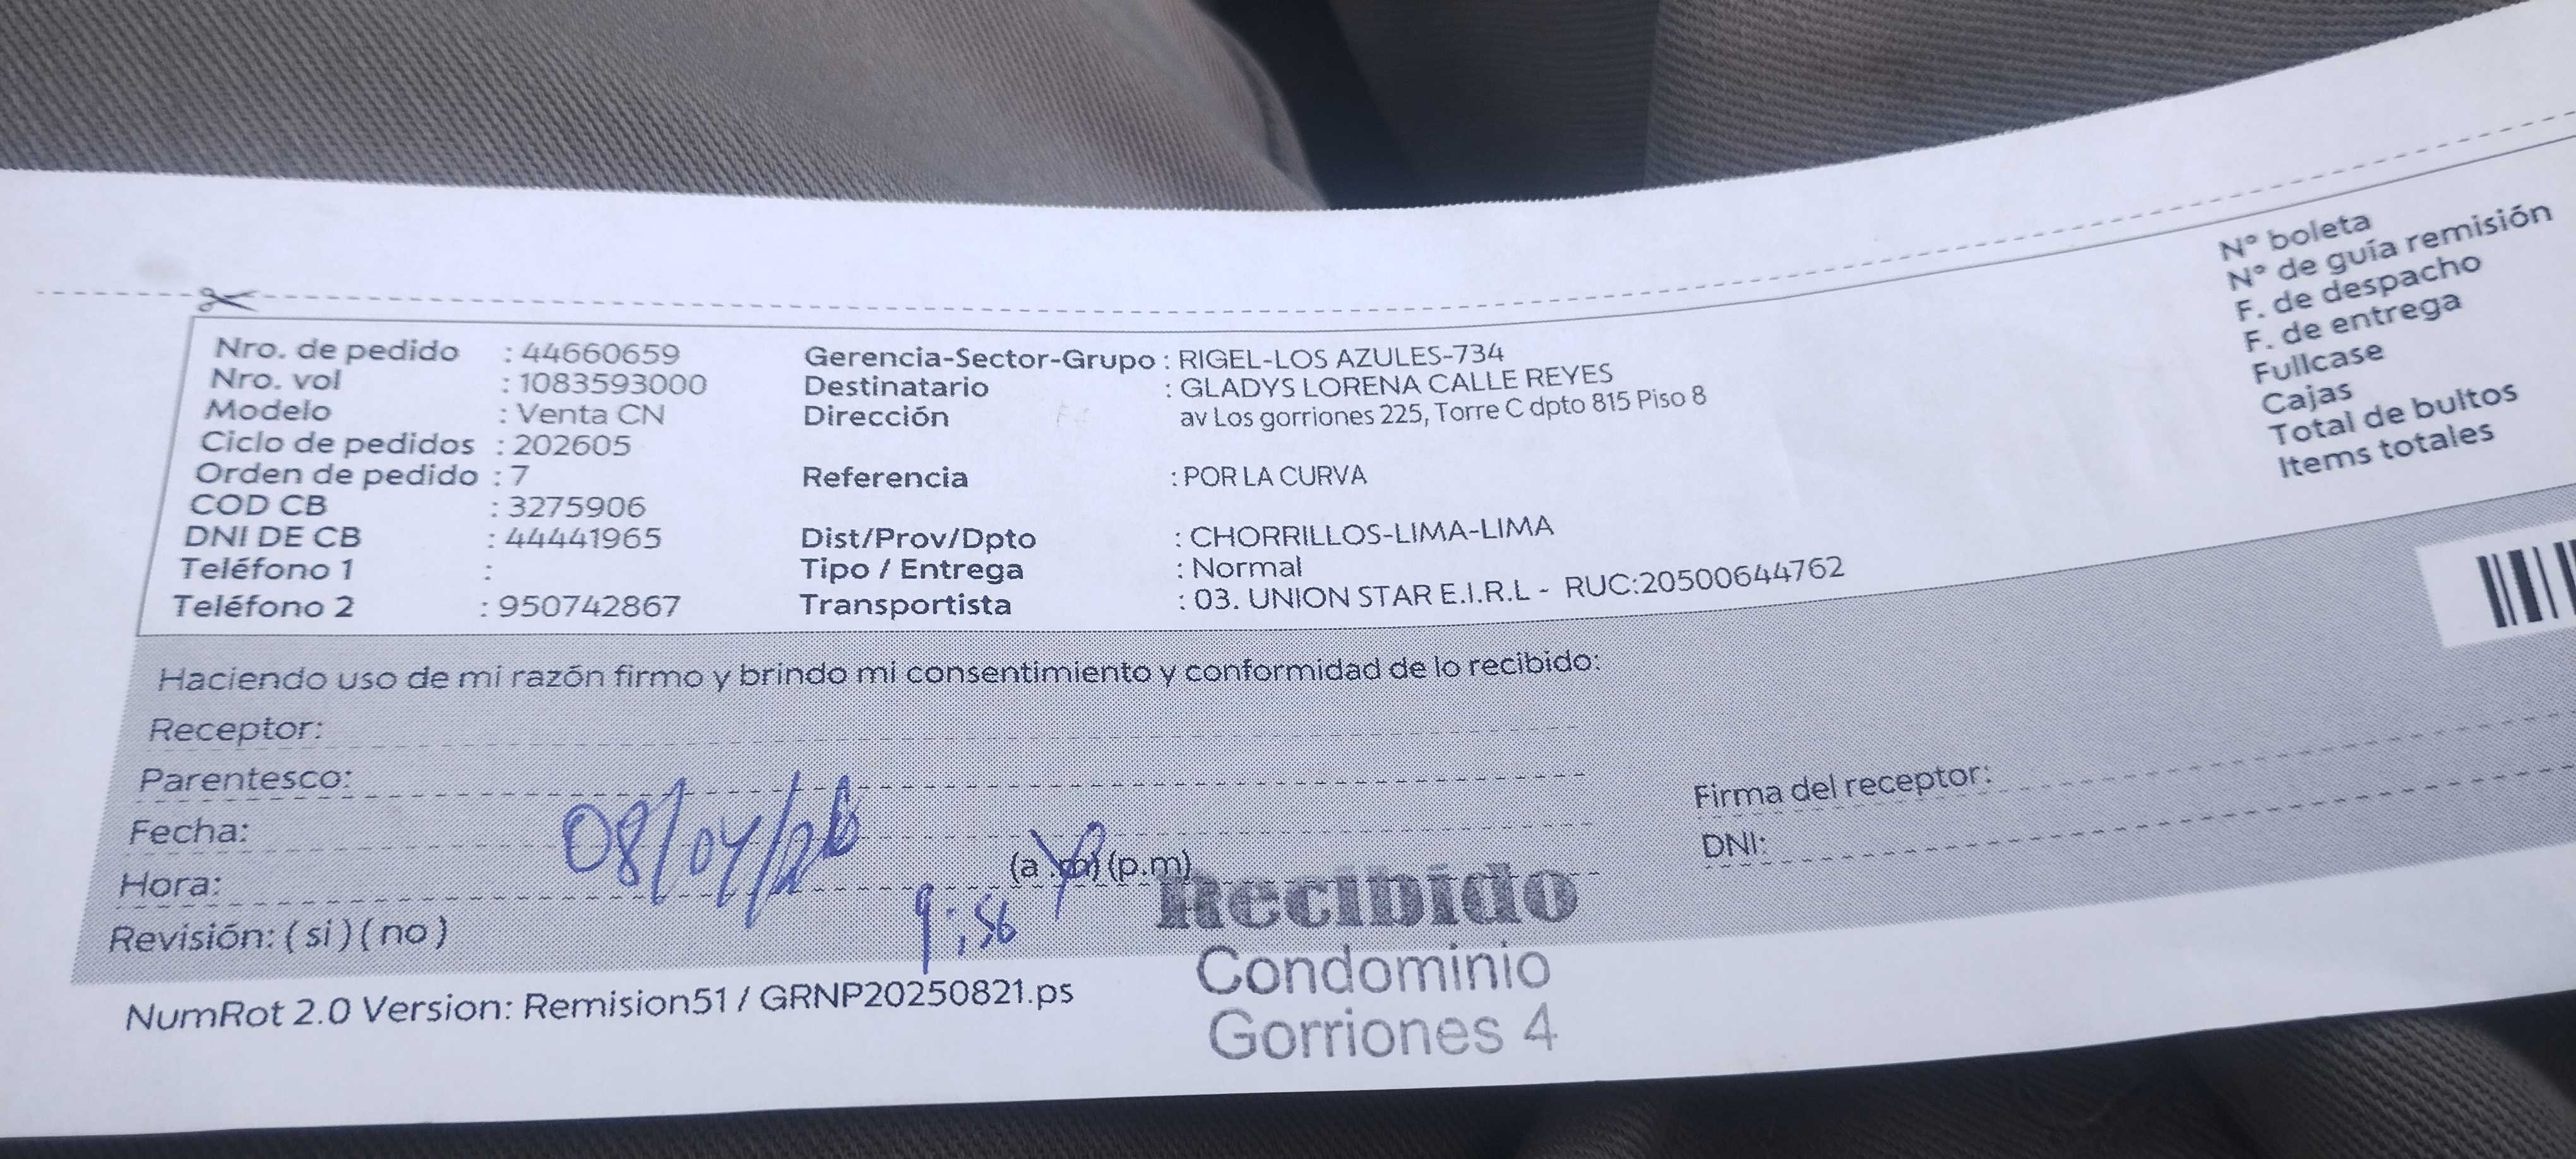 Nro. de pedido : 44660659
Nro. vol : 1083593000
Modelo : Venta CN
Ciclo de pedidos : 202605
Orden de pedido : 7
COD CB : 3275906
DNI DE CB : 44441965
Teléfono 1 :
Teléfono 2 : 950742867
Gerencia-Sector-Grupo : RIGEL-LOS AZULES-734
Destinatario : GLADYS LORENA CALLE REYES
Dirección av Los gorriones 225, Torre C dpto 815 Piso 8
Referencia : POR LA CURVA
Dist/Prov/Dpto : CHORRILLOS-LIMA-LIMA
Tipo / Entrega : Normal
Transportista : 03. UNION STAR E.I.R.L - RUC:20500644762
N° boleta
N° de guía remisión
F. de despacho
F. de entrega
Fullcase
Cajas
Total de bultos
Items totales
Haciendo uso de mi razón firmo y brindo mi consentimiento y conformidad de lo recibido:
Receptor:
Parentesco:
Fecha: 08/04/26
Hora: 9:56 (a.m) (p.m)
Revisión: ( si ) ( no )
Firma del receptor:
DNI:
Recibido
Condominio
Gorriones 4
NumRot 2.0 Version: Remision51 / GRNP20250821.ps